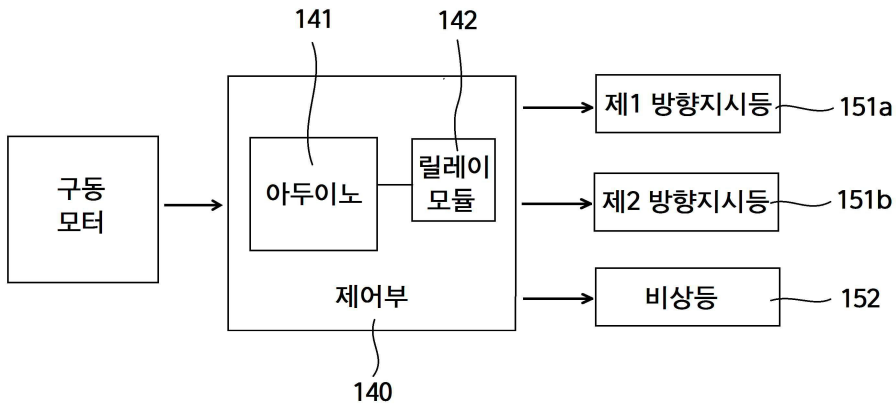 141
142
구동
모터
아두이노
릴레이
모듈
제어부
140
제1 방향지시등
151a
제2 방향지시등
151b
비상등
152